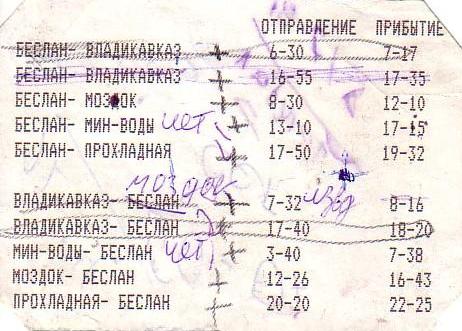 ОТПРАВЛЕНИЕ ПРИБЫТИЕ
БЕСЛАН- ВЛАДИКАВКАЗ 6-30 7-17
БЕСЛАН- ВЛАДИКАВКАЗ 16-55 17-35
БЕСЛАН- МОЗДОК 8-30 12-10
БЕСЛАН- МИН-ВОДЫ чет 13-10 17-15
БЕСЛАН- ПРОХЛАДНАЯ 17-50 19-32
моздок
ВЛАДИКАВКАЗ- БЕСЛАН 7-32 8-16
ВЛАДИКАВКАЗ- БЕСЛАН 17-40 18-20
МИН-ВОДЫ- БЕСЛАН чет 3-40 7-38
МОЗДОК- БЕСЛАН 12-26 16-43
ПРОХЛАДНАЯ- БЕСЛАН 20-20 22-25